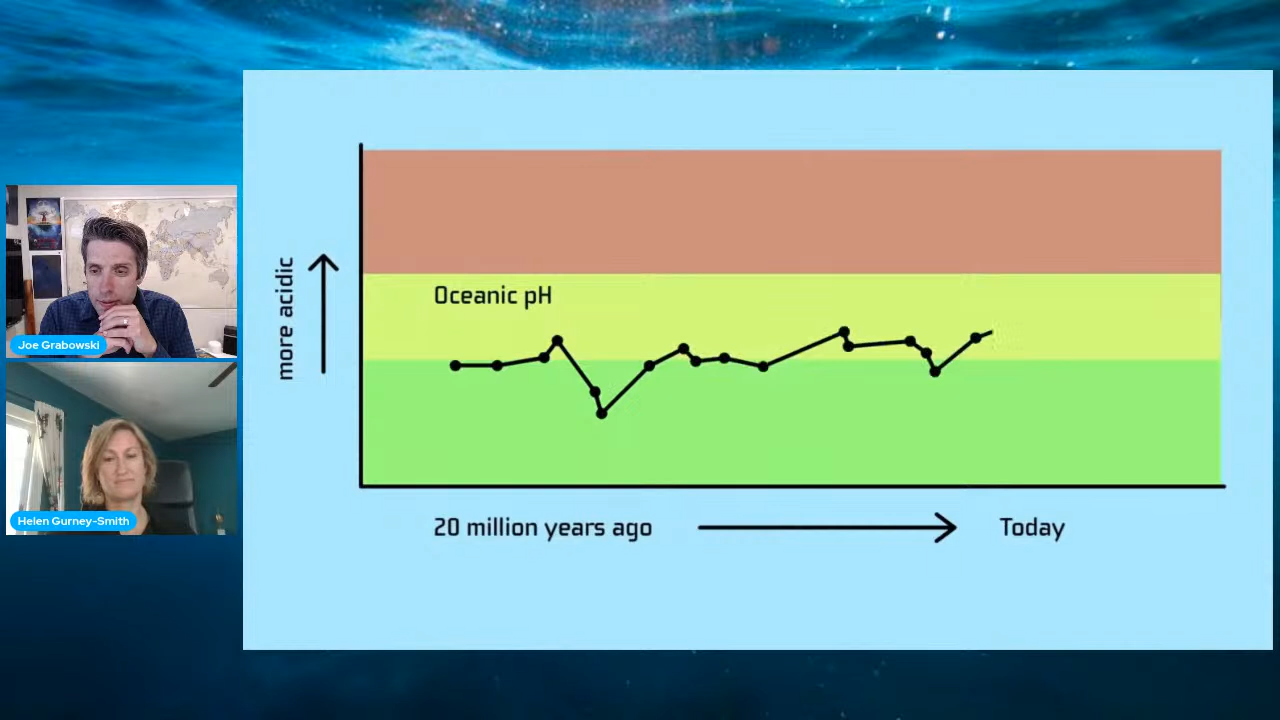 Joe Grabowski
Helen Gurney-Smith
more acidic
Oceanic pH
20 million years ago
Today